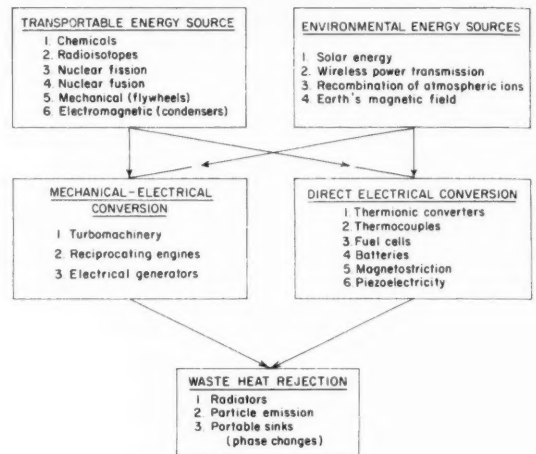 TRANSPORTABLE ENERGY SOURCE
1. Chemicals
2. Radioisotopes
3. Nuclear fission
4. Nuclear fusion
5. Mechanical (flywheels)
6. Electromagnetic (condensers)
ENVIRONMENTAL ENERGY SOURCES
1 Solar energy
2. Wireless power transmission
3 Recombination of atmospheric ions
4 Earth's magnetic field
MECHANICAL-ELECTRICAL
CONVERSION
1 Turbomachinery
2 Reciprocating engines
3 Electrical generators
DIRECT ELECTRICAL CONVERSION
1 Thermionic converters
2 Thermocouples
3 Fuel cells
4 Batteries
5 Magnetostriction
6 Piezoelectricity
WASTE HEAT REJECTION
1 Radiators
2. Particle emission
3 Portable sinks
(phase changes)